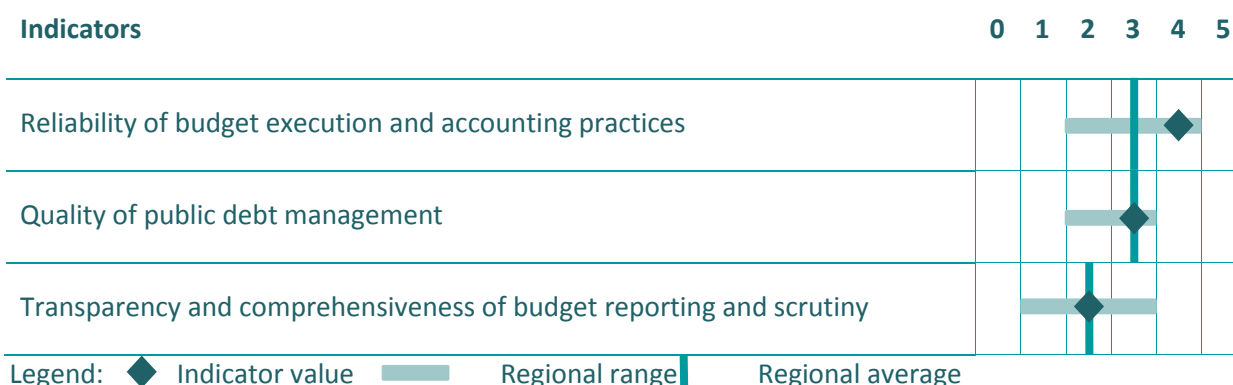 Indicators 0 1 2 3 4 5
Reliability of budget execution and accounting practices
Quality of public debt management
Transparency and comprehensiveness of budget reporting and scrutiny
Legend: Indicator value Regional range Regional average